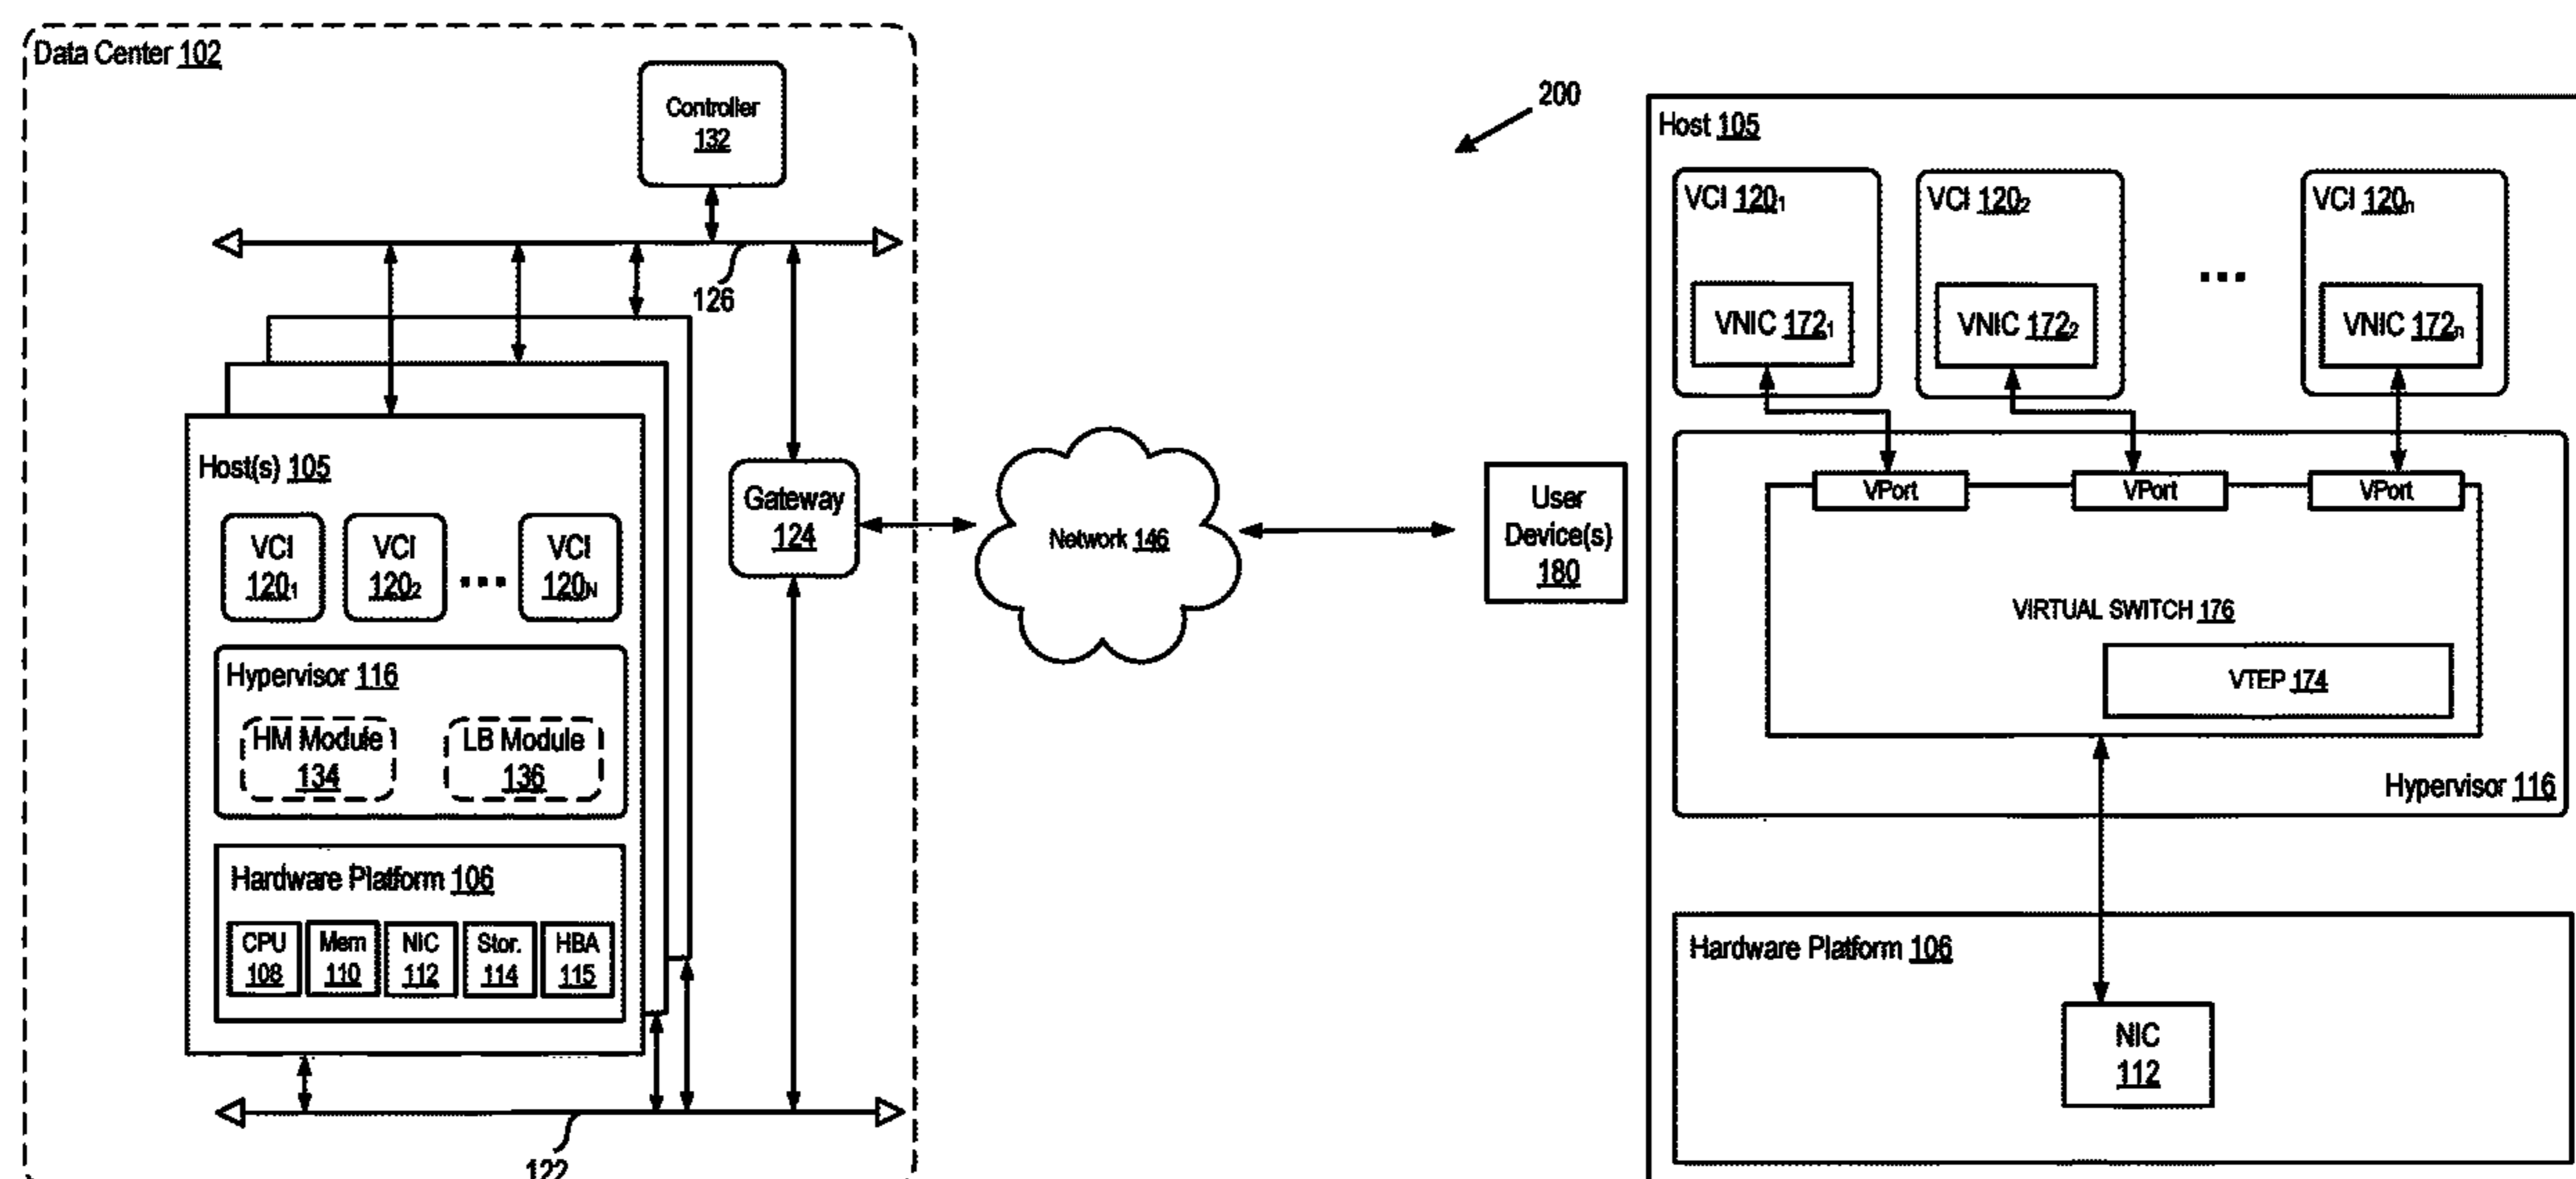 Data Center 102
Controller
132
126
Host(s) 105
VCI
120₁
VCI
120₂
...
VCI
120N
Hypervisor 116
HM Module
134
LB Module
136
Hardware Platform 106
CPU
108
Mem
110
NIC
112
Stor.
114
HBA
115
122
Gateway
124
Network 146
User
Device(s)
180
200
Host 105
VCI 120₁
VNIC 172₁
VCI 120₂
VNIC 172₂
...
VCI 120ₙ
VNIC 172ₙ
VPort
VPort
VPort
VIRTUAL SWITCH 176
VTEP 174
Hypervisor 116
Hardware Platform 106
NIC
112